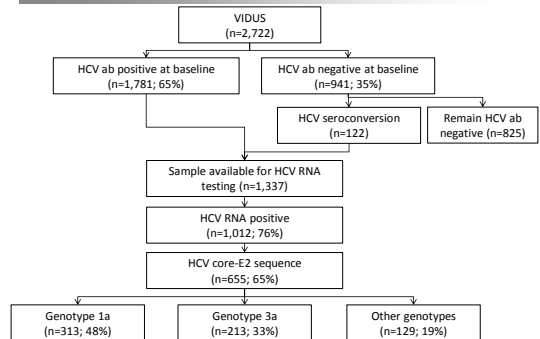 VIDUS
(n=2,722)
HCV ab positive at baseline
(n=1,781; 65%)
HCV ab negative at baseline
(n=941; 35%)
HCV seroconversion
(n=122)
Remain HCV ab
negative (n=825)
Sample available for HCV RNA
testing (n=1,337)
HCV RNA positive
(n=1,012; 76%)
HCV core-E2 sequence
(n=655; 65%)
Genotype 1a
(n=313; 48%)
Genotype 3a
(n=213; 33%)
Other genotypes
(n=129; 19%)